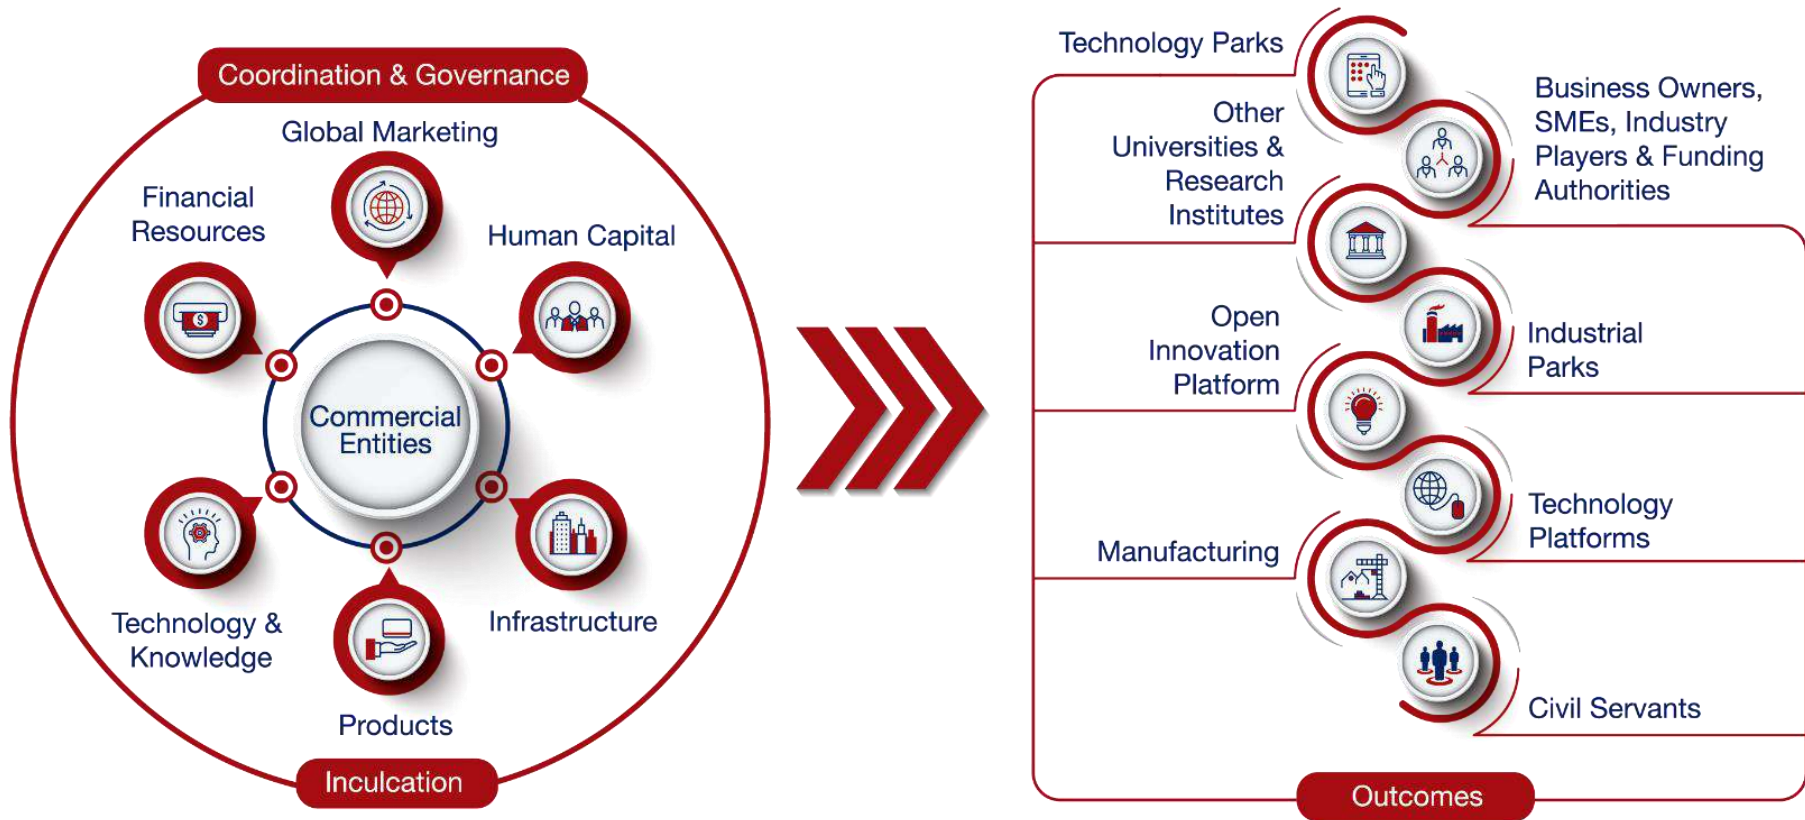 Coordination & Governance
Global Marketing
Financial
Resources
Human Capital
Commercial
Entities
Technology &
Knowledge
Infrastructure
Products
Inculcation
Technology Parks
Business Owners,
SMEs, Industry
Players & Funding
Authorities
Other
Universities &
Research
Institutes
Industrial
Parks
Open
Innovation
Platform
Technology
Platforms
Manufacturing
Civil Servants
Outcomes